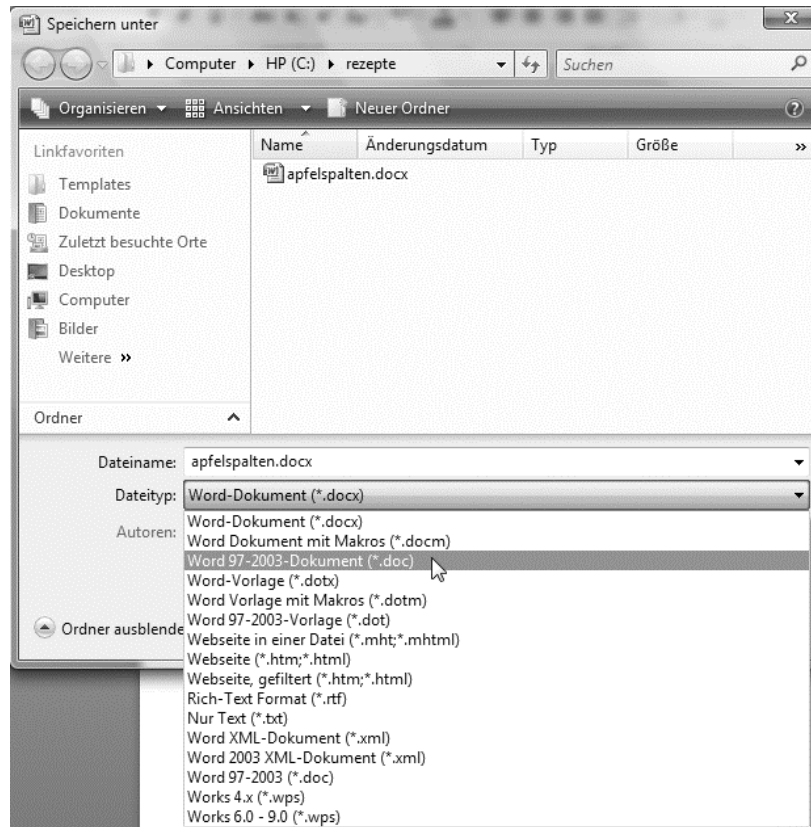 Speichern unter
Computer HP (C:) rezepte Suchen
Organisieren Ansichten Neuer Ordner ?
Linkfavoriten
Templates
Dokumente
Zuletzt besuchte Orte
Desktop
Computer
Bilder
Weitere »
Ordner
Name Änderungsdatum Typ Größe »
apfelspalten.docx
Dateiname: apfelspalten.docx
Dateityp: Word-Dokument (*.docx)
Autoren:
Word-Dokument (*.docx)
Word Dokument mit Makros (*.docm)
Word 97-2003-Dokument (*.doc)
Word-Vorlage (*.dotx)
Word Vorlage mit Makros (*.dotm)
Word 97-2003-Vorlage (*.dot)
Webseite in einer Datei (*.mht;*.mhtml)
Webseite (*.htm;*.html)
Webseite, gefiltert (*.htm;*.html)
Rich-Text Format (*.rtf)
Nur Text (*.txt)
Word XML-Dokument (*.xml)
Word 2003 XML-Dokument (*.xml)
Word 97-2003 (*.doc)
Works 4.x (*.wps)
Works 6.0 - 9.0 (*.wps)
Ordner ausblende